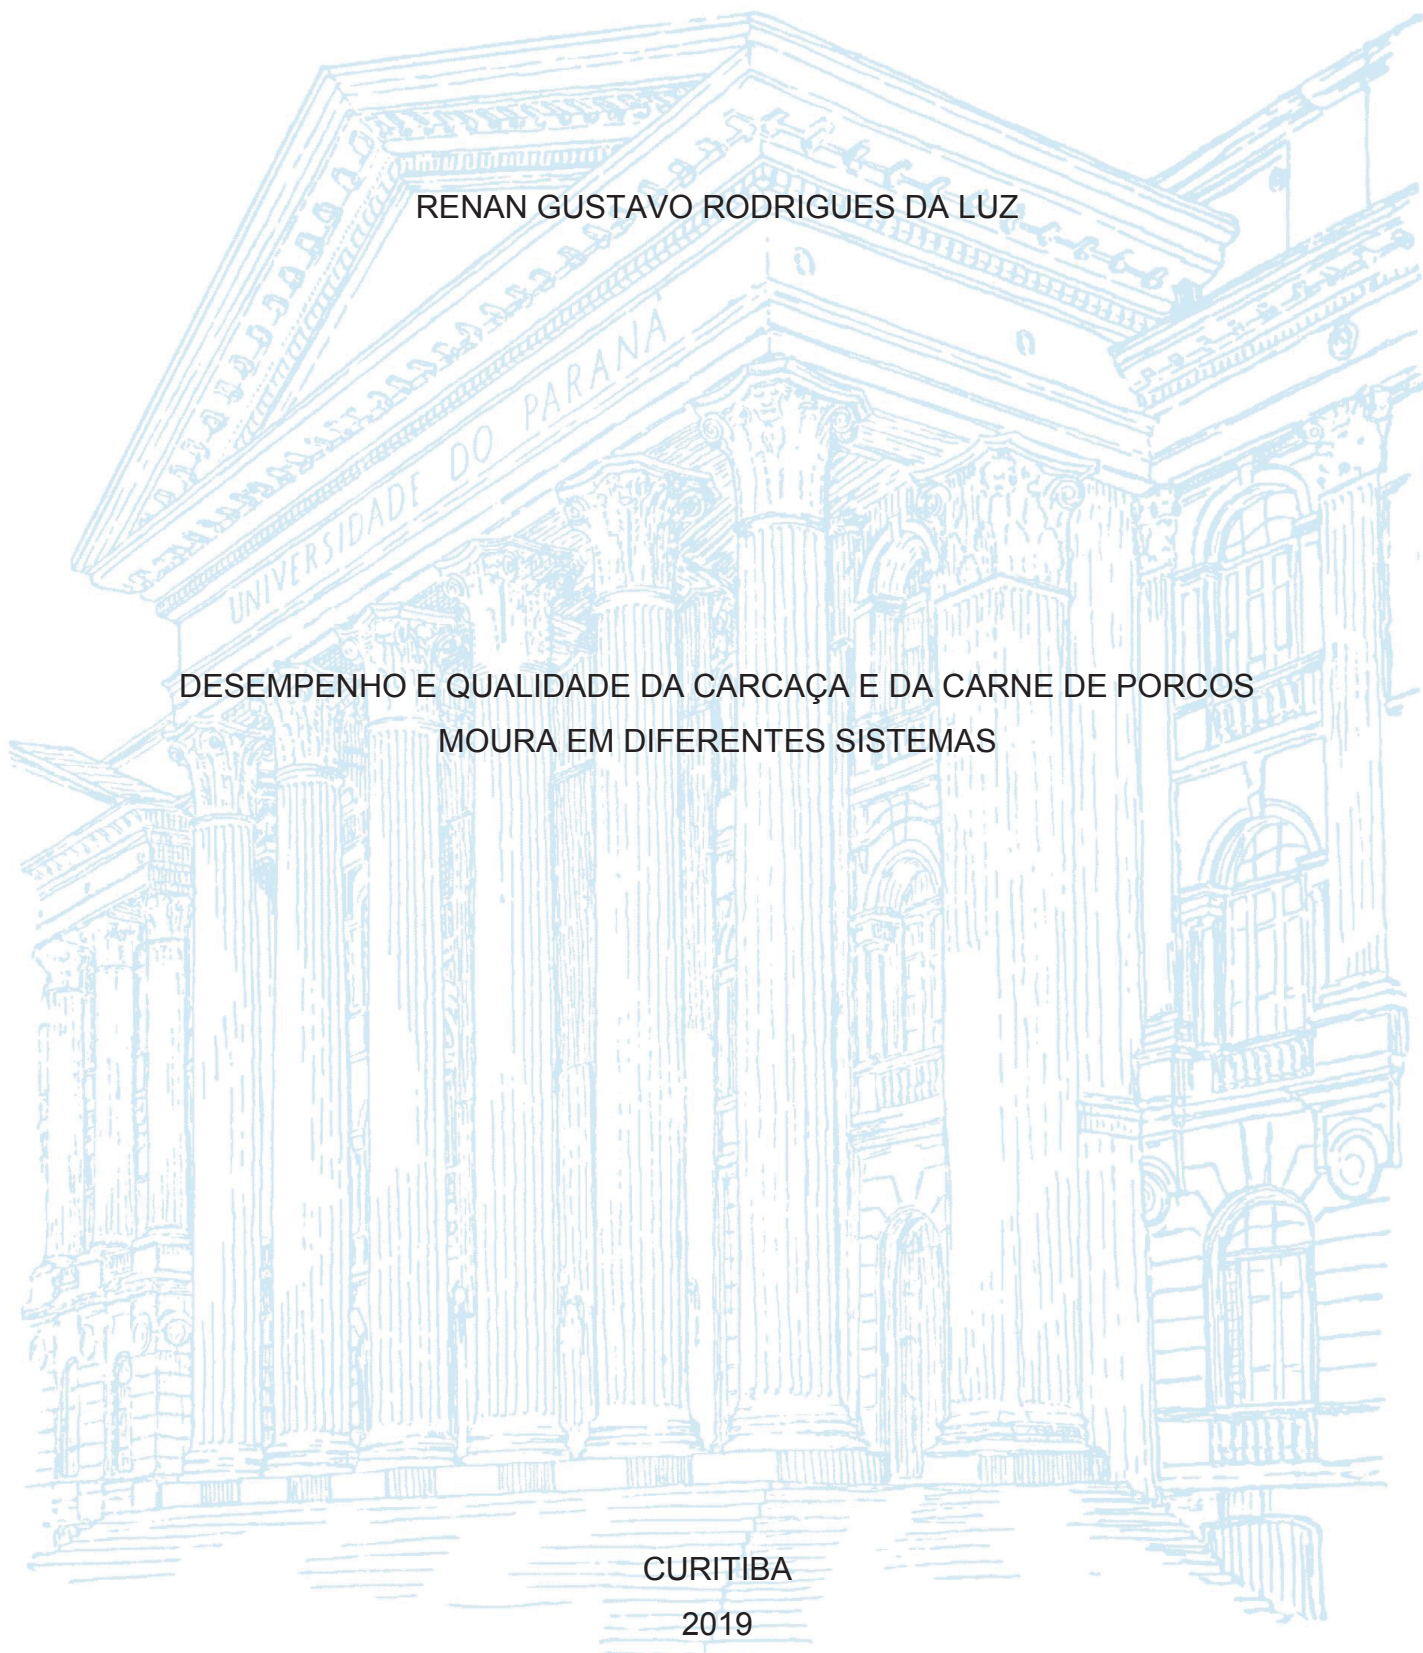 RENAN GUSTAVO RODRIGUES DA LUZ
UNIVERSIDADE DO PARANÁ
DESEMPENHO E QUALIDADE DA CARCAÇA E DA CARNE DE PORCOS
MOURA EM DIFERENTES SISTEMAS
CURITIBA
2019